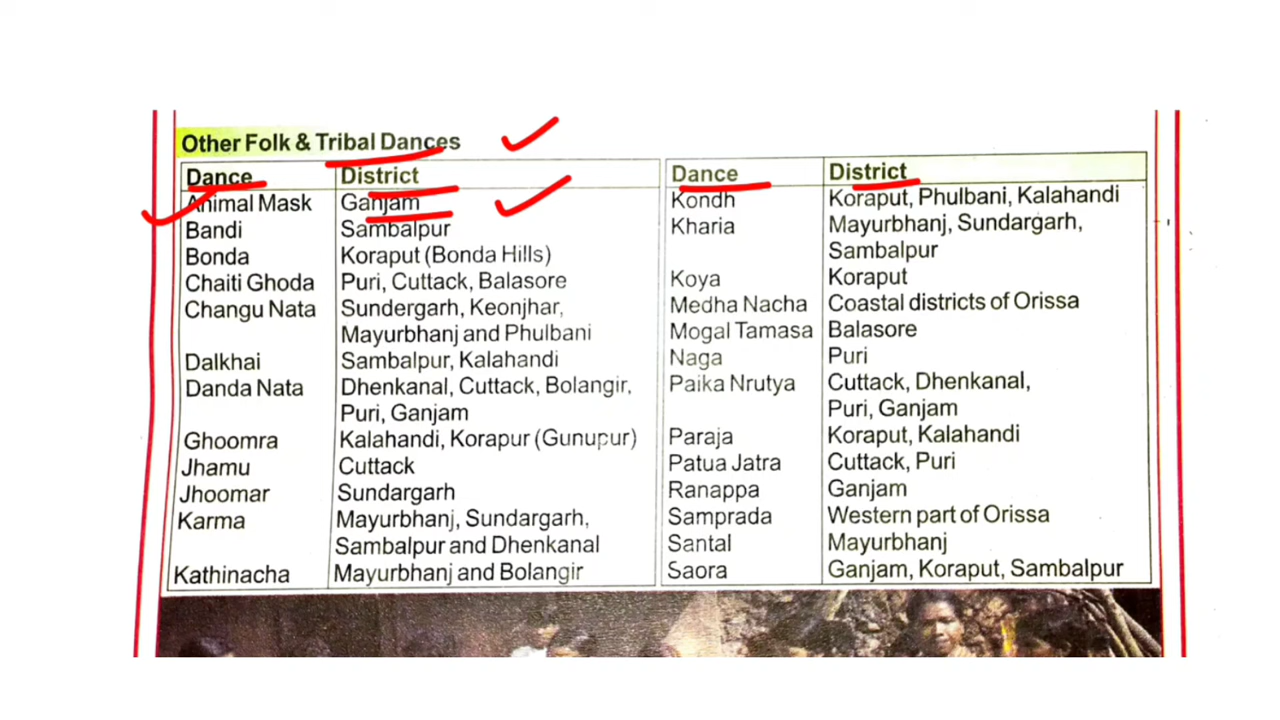 Other Folk & Tribal Dances
Dance District
Animal Mask Ganjam
Bandi Sambalpur
Bonda Koraput (Bonda Hills)
Chaiti Ghoda Puri, Cuttack, Balasore
Changu Nata Sundergarh, Keonjhar,
Mayurbhanj and Phulbani
Dalkhai Sambalpur, Kalahandi
Danda Nata Dhenkanal, Cuttack, Bolangir,
Puri, Ganjam
Ghoomra Kalahandi, Korapur (Gunupur)
Jhamu Cuttack
Jhoomar Sundargarh
Karma Mayurbhanj, Sundargarh,
Sambalpur and Dhenkanal
Kathinacha Mayurbhanj and Bolangir
Dance District
Kondh Koraput, Phulbani, Kalahandi
Kharia Mayurbhanj, Sundargarh,
Sambalpur
Koya Koraput
Medha Nacha Coastal districts of Orissa
Mogal Tamasa Balasore
Naga Puri
Paika Nrutya Cuttack, Dhenkanal,
Puri, Ganjam
Paraja Koraput, Kalahandi
Patua Jatra Cuttack, Puri
Ranappa Ganjam
Samprada Western part of Orissa
Santal Mayurbhanj
Saora Ganjam, Koraput, Sambalpur